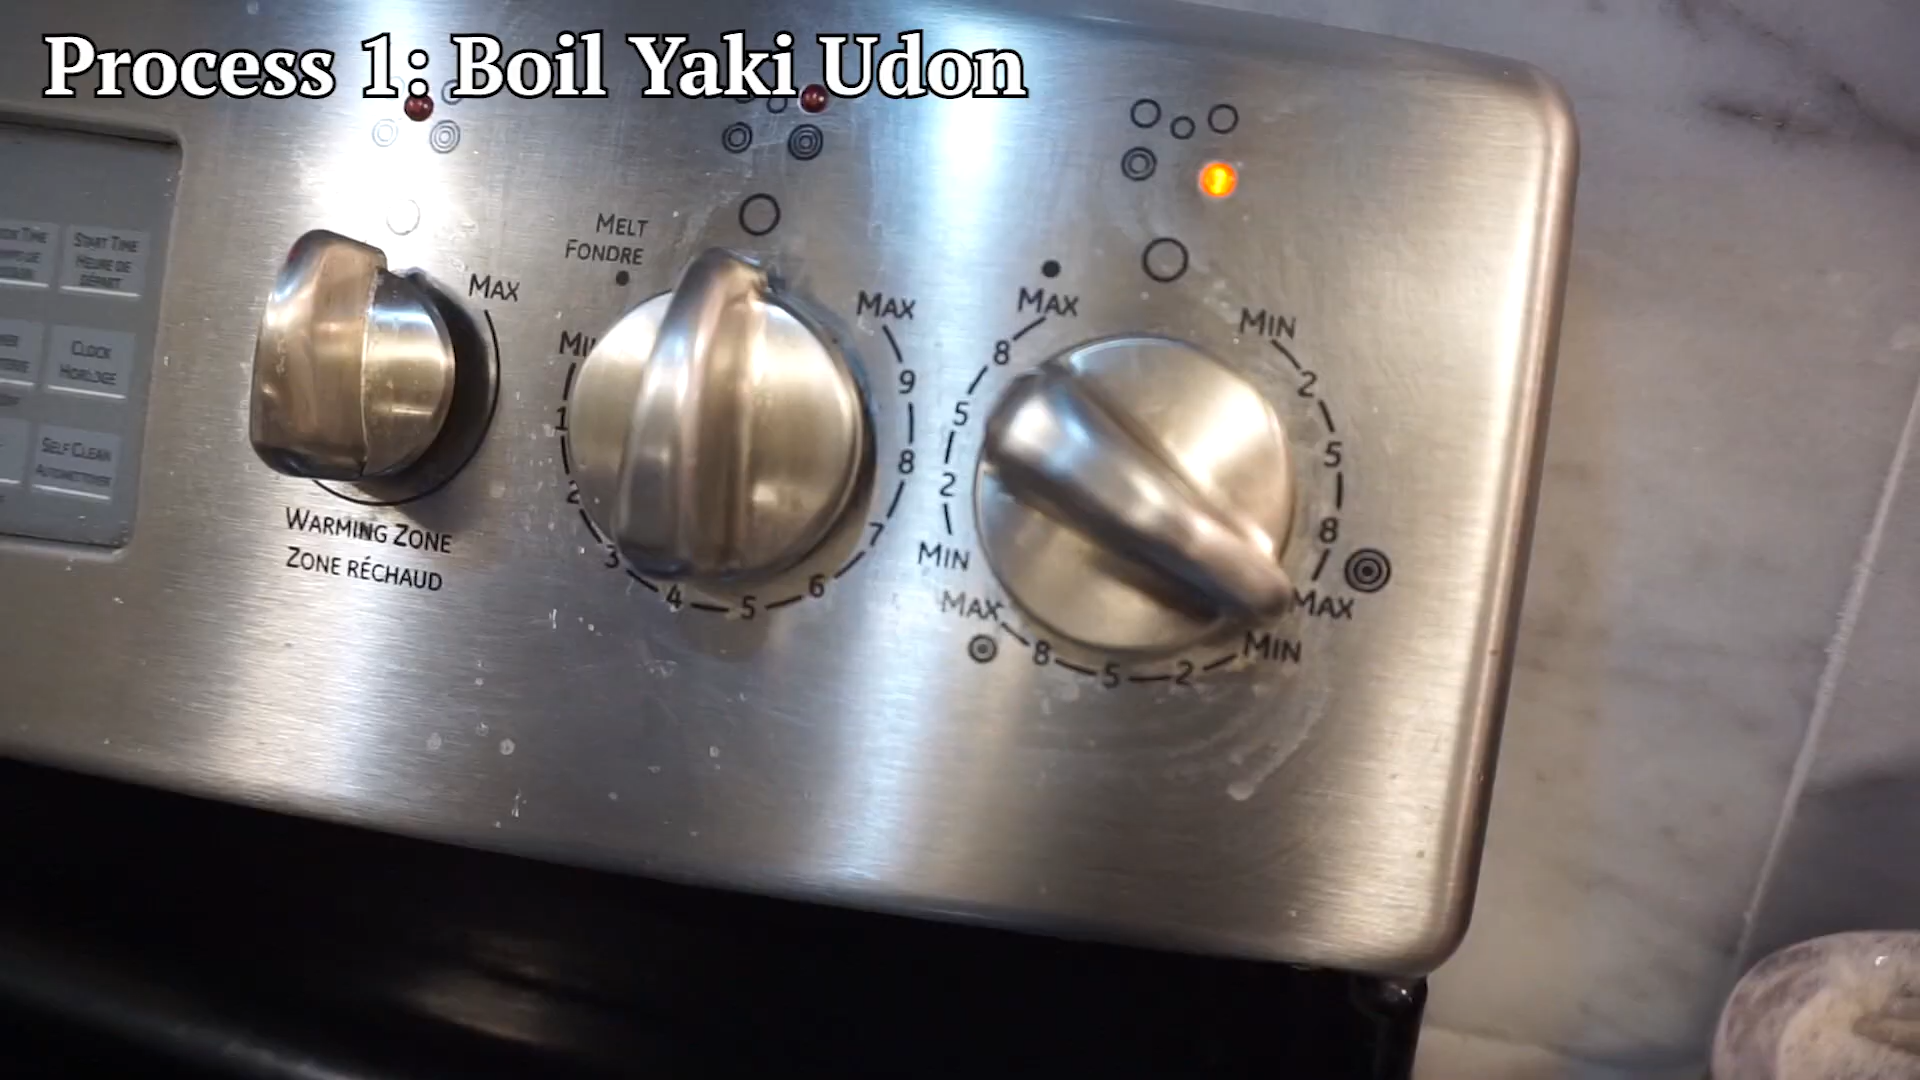 Process 1: Boil Yaki Udon
START TIME
HEURE DE
DÉPART
CLOCK
HORLOGE
SELF CLEAN
AUTONETTOYER
MAX
WARMING ZONE
ZONE RÉCHAUD
MELT
FONDRE
MAX
9
8
7
6
5
4
3
2
1
MAX
8
5
2
MIN
MIN
2
5
8
MAX
MAX
8
5
2
MIN